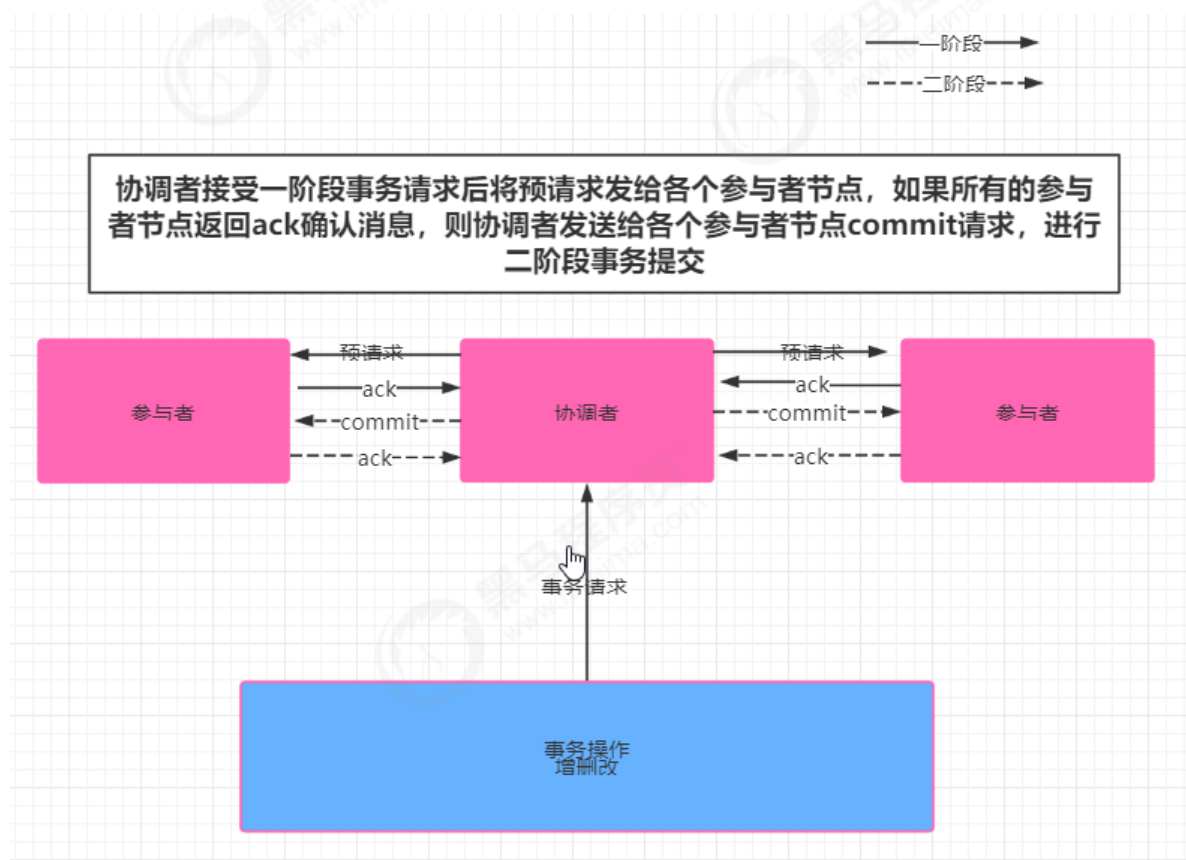 一阶段
二阶段
协调者接受一阶段事务请求后将预请求发给各个参与者节点，如果所有的参与
者节点返回ack确认消息，则协调者发送给各个参与者节点commit请求，进行
二阶段事务提交
预请求
预请求
ack
ack
参与者
协调者
参与者
commit
commit
ack
ack
事务请求
事务操作
增删改